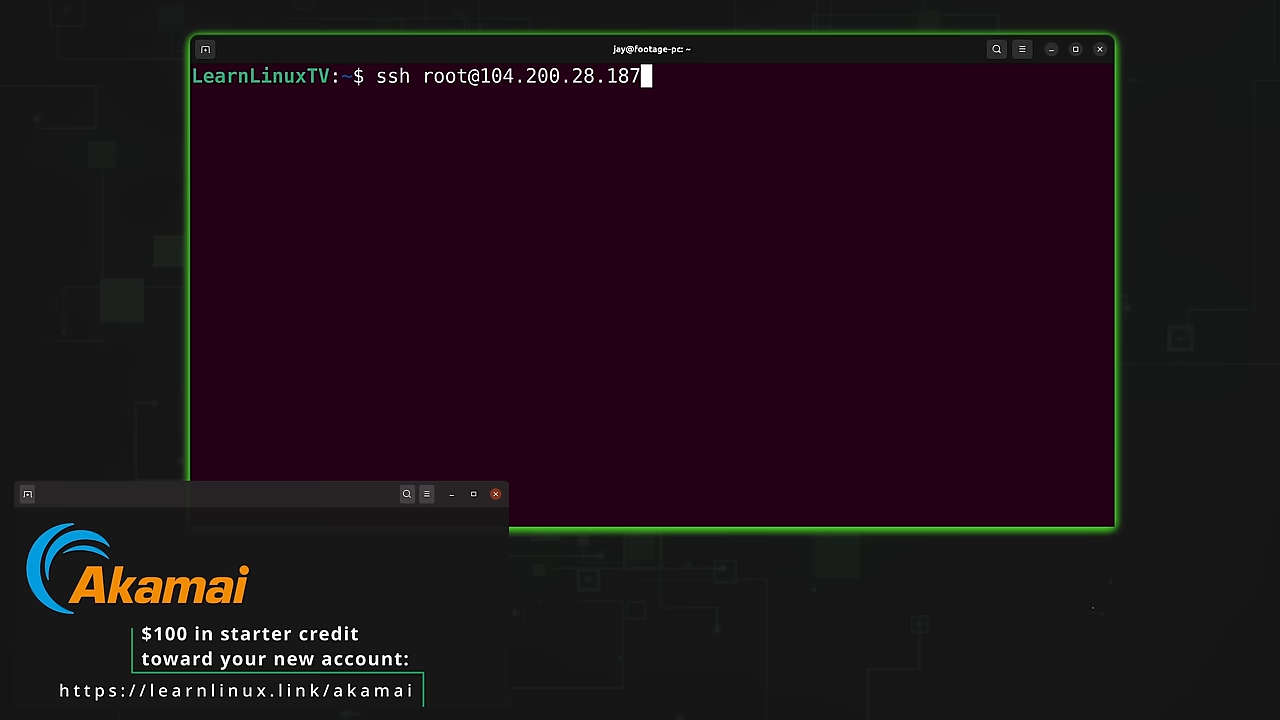 jay@footage-pc: ~
LearnLinuxTV:~$ ssh root@104.200.28.187
Akamai
$100 in starter credit
toward your new account:
https://learnlinux.link/akamai